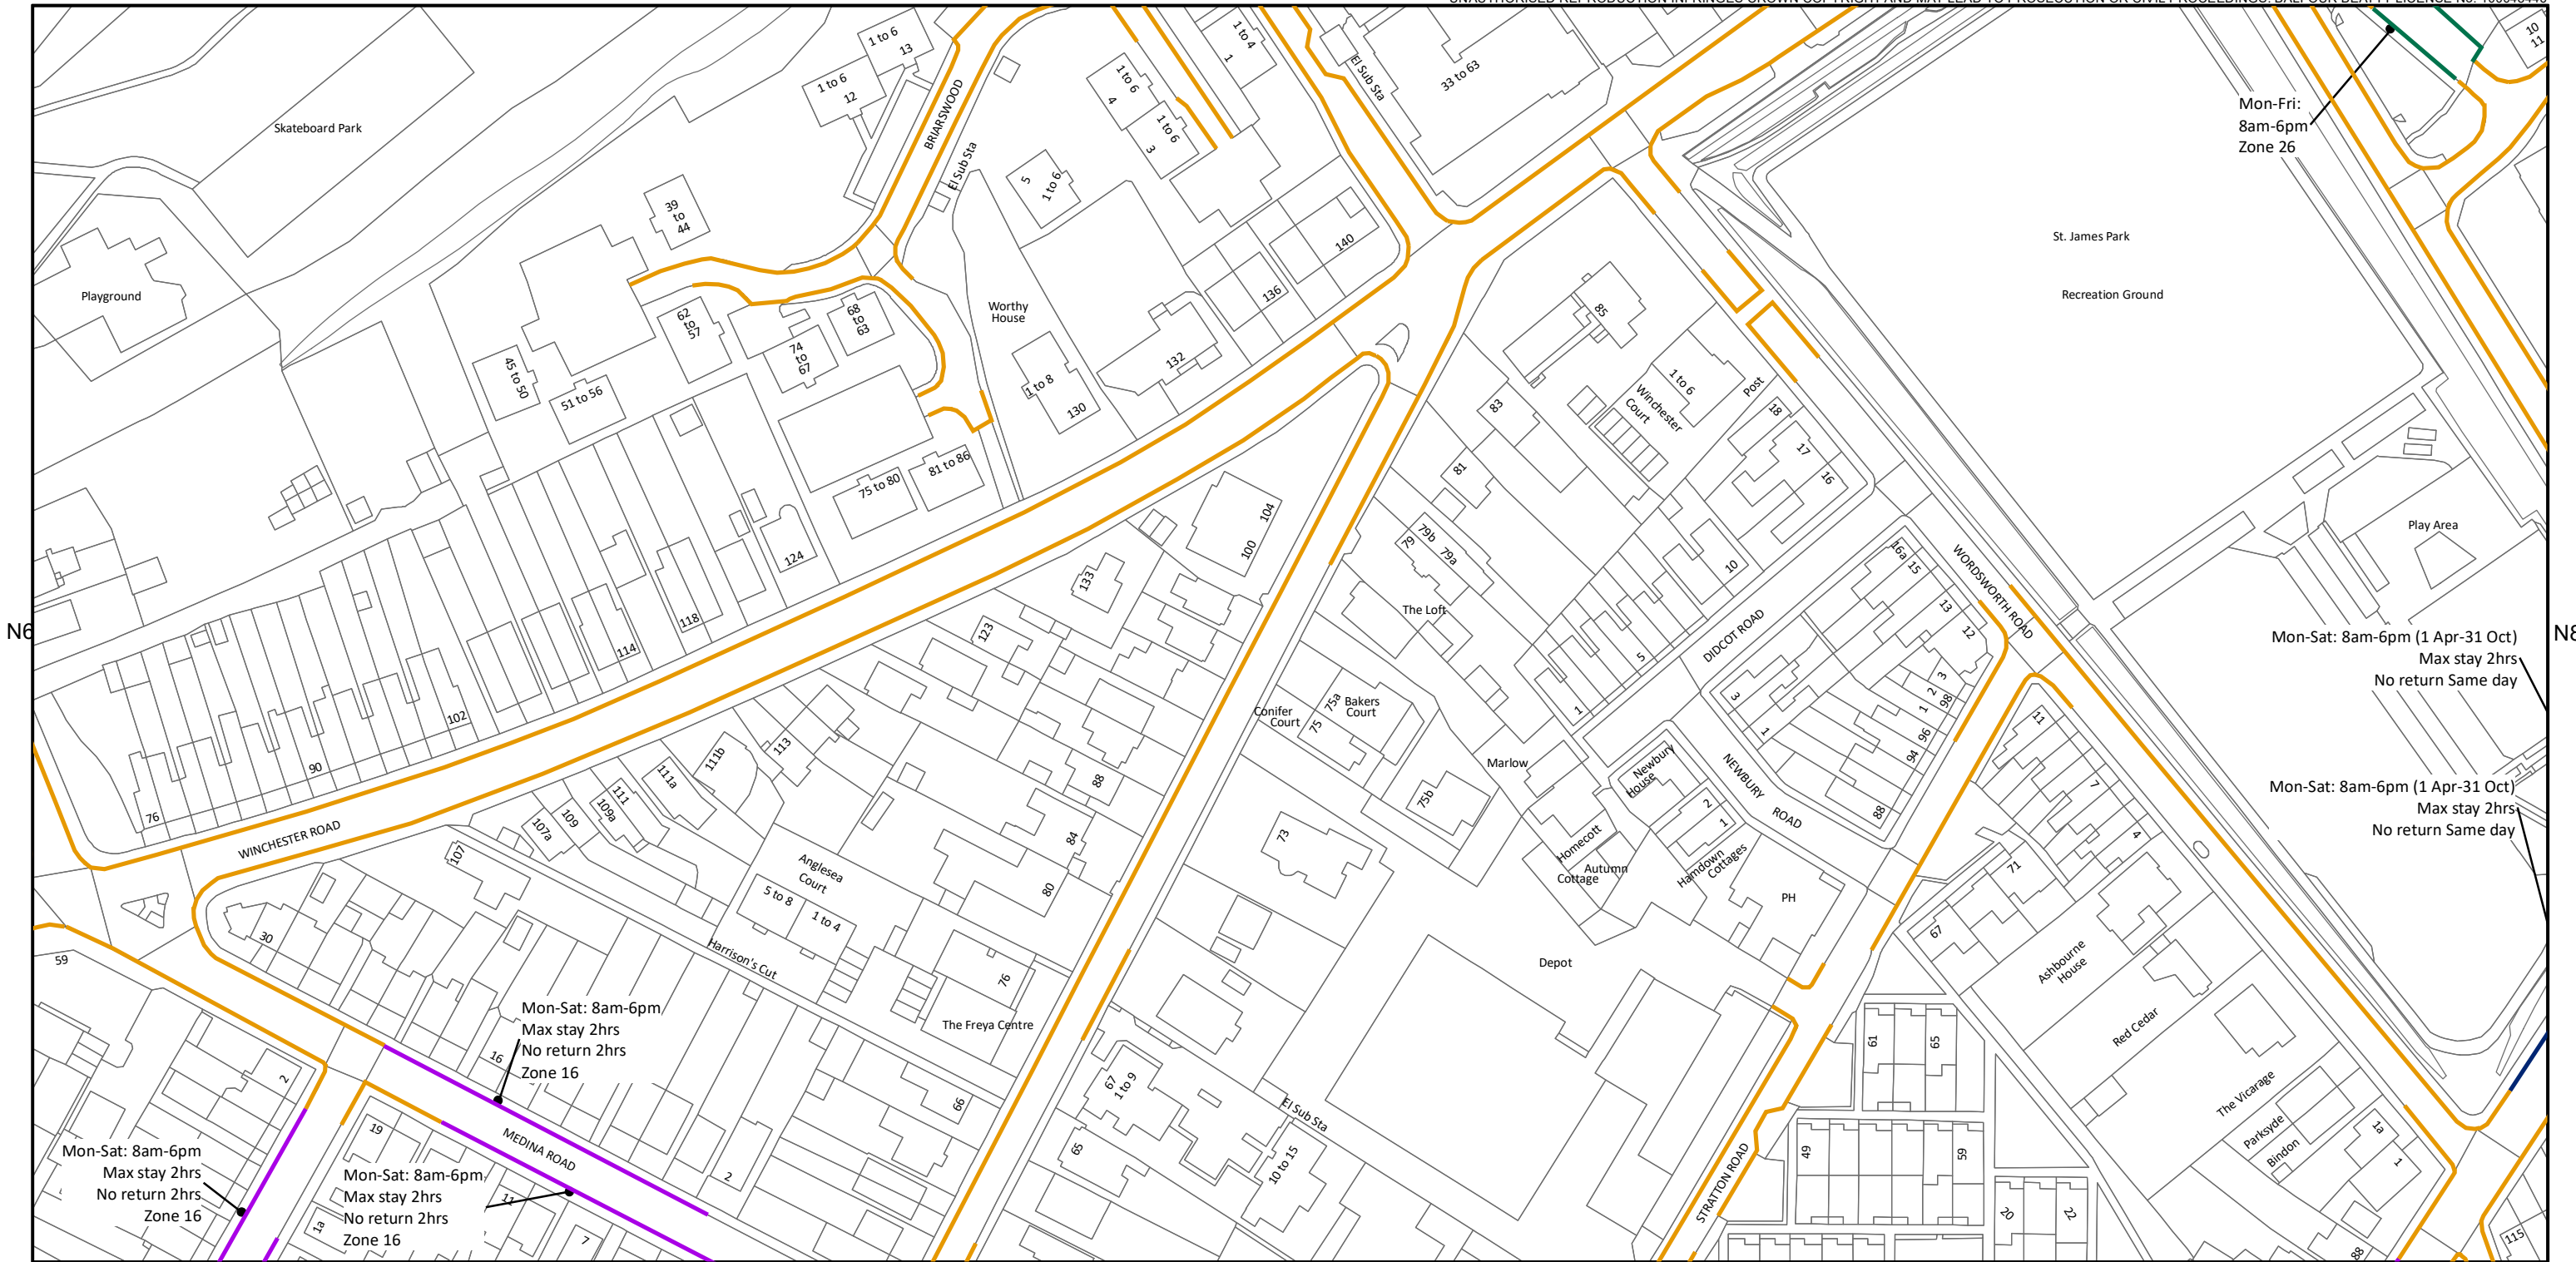 Skateboard Park
Playground
1 to 6
13
1 to 6
12
BRIARSWOOD
El Sub Sta
39
to
44
5
1 to 6
1 to 6
4
1 to 6
3
1 to 4
1
El Sub Sta
33 to 63
Mon-Fri:
8am-6pm
Zone 26
10
11
St. James Park
Recreation Ground
140
136
132
Worthy
House
1 to 8
130
62
to
57
68
to
63
74
to
67
45 to 50
51 to 56
75 to 80
81 to 86
124
118
114
102
90
76
WINCHESTER ROAD
85
1 to 6
Winchester
Court
Post
18
17
16
83
81
79b
79
79a
The Loft
10
5
1
DIDCOT ROAD
16a
15
13
12
WORDSWORTH ROAD
Play Area
N6
N8
Mon-Sat: 8am-6pm (1 Apr-31 Oct)
Max stay 2hrs
No return Same day
Mon-Sat: 8am-6pm (1 Apr-31 Oct)
Max stay 2hrs
No return Same day
104
100
133
123
113
111b
111a
111
109a
109
107a
107
88
84
80
76
Anglesea
Court
5 to 8
1 to 4
Harrison's Cut
The Freya Centre
66
Conifer
Court
75a
75
Bakers
Court
75b
73
Marlow
Newbury
House
2
1
NEWBURY
ROAD
3
1
3
2
1
98
96
94
88
Homecott
Autumn
Cottage
Hamdown
Cottages
PH
Depot
11
7
4
71
67
Ashbourne
House
Red Cedar
The Vicarage
Parksyde
Bindon
1a
1
61
65
49
59
20
22
88
115
STRATTON ROAD
67
1 to 9
65
El Sub Sta
10 to 15
59
30
16
2
2
19
11
7
1a
MEDINA ROAD
Mon-Sat: 8am-6pm
Max stay 2hrs
No return 2hrs
Zone 16
Mon-Sat: 8am-6pm
Max stay 2hrs
No return 2hrs
Zone 16
Mon-Sat: 8am-6pm
Max stay 2hrs
No return 2hrs
Zone 16